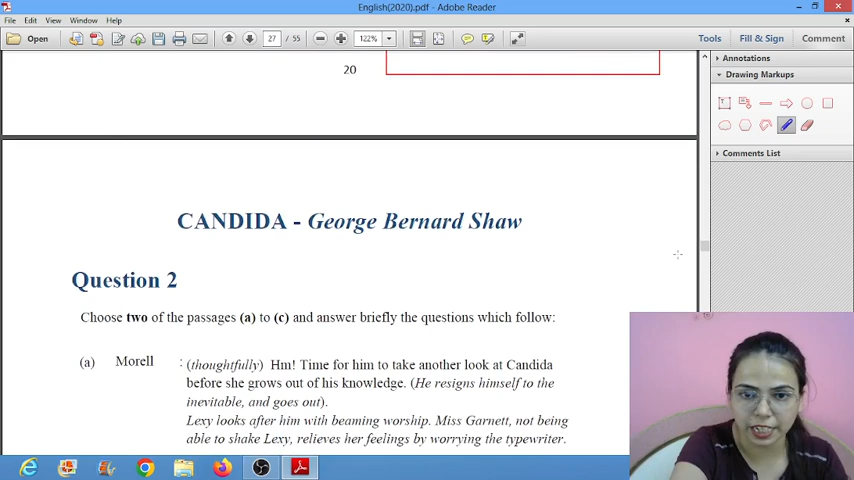 English(2020).pdf - Adobe Reader
File Edit View Window Help
Open 27 / 55 122% Tools Fill & Sign Comment
Annotations
Drawing Markups
T
Comments List
20
CANDIDA - George Bernard Shaw
Question 2
Choose two of the passages (a) to (c) and answer briefly the questions which follow:
(a) Morell : (thoughtfully) Hm! Time for him to take another look at Candida
before she grows out of his knowledge. (He resigns himself to the
inevitable, and goes out).
Lexy looks after him with beaming worship. Miss Garnett, not being
able to shake Lexy, relieves her feelings by worrying the typewriter.